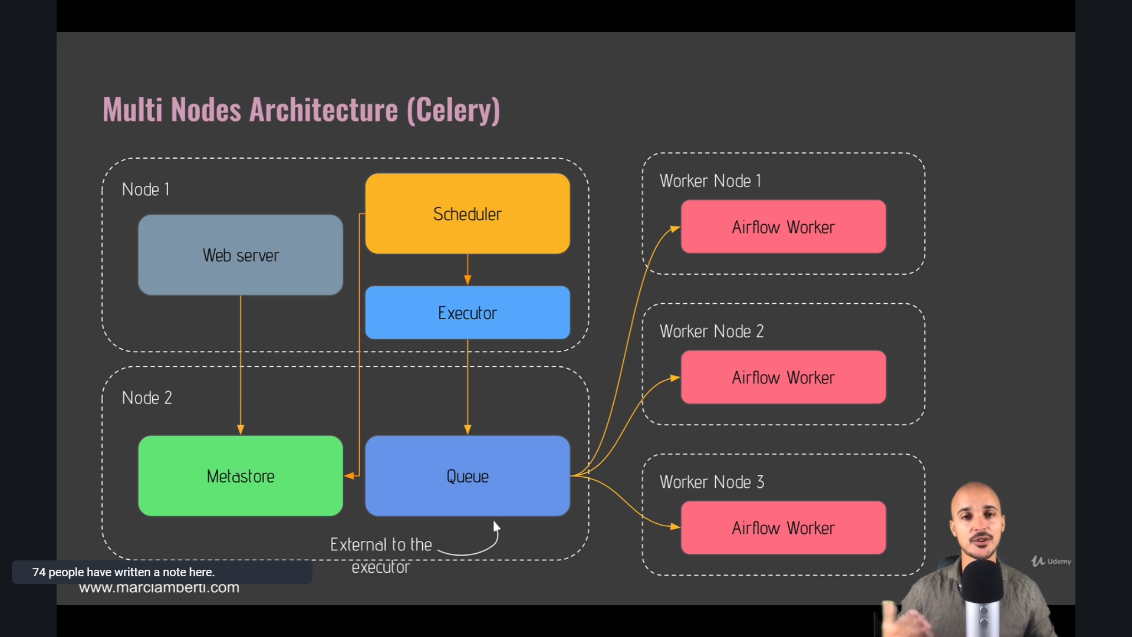 Multi Nodes Architecture (Celery)
Node 1
Web server
Scheduler
Executor
Node 2
Metastore
Queue
External to the
executor
Worker Node 1
Airflow Worker
Worker Node 2
Airflow Worker
Worker Node 3
Airflow Worker
74 people have written a note here.
www.marclamberti.com
Udemy